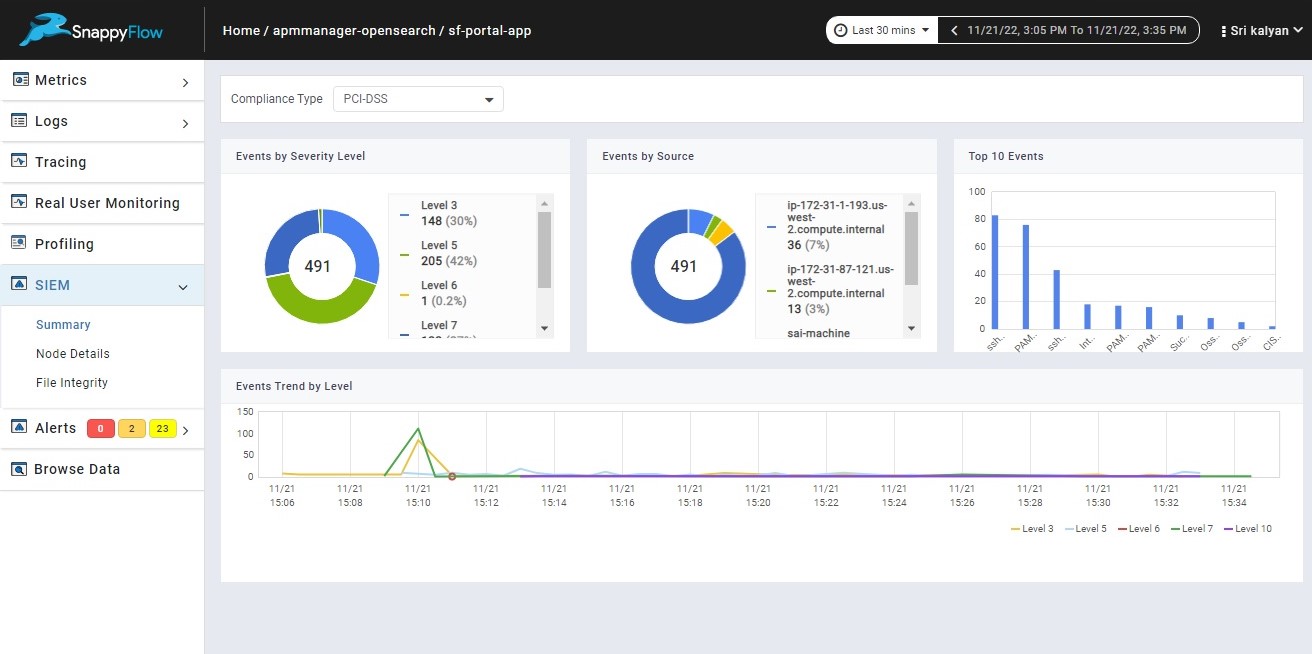 SnappyFlow
Home / apmmanager-opensearch / sf-portal-app
Last 30 mins
11/21/22, 3:05 PM To 11/21/22, 3:35 PM
Sri kalyan
Metrics
Logs
Tracing
Real User Monitoring
Profiling
SIEM
Summary
Node Details
File Integrity
Alerts 0 2 23
Browse Data
Compliance Type PCI-DSS
Events by Severity Level
491
Level 3
148 (30%)
Level 5
205 (42%)
Level 6
1 (0.2%)
Level 7
Events by Source
491
ip-172-31-1-193.us-
west-
2.compute.internal
36 (7%)
ip-172-31-87-121.us-
west-
2.compute.internal
13 (3%)
sai-machine
Top 10 Events
100
80
60
40
20
0
ssh..
PAM..
ssh..
Int..
PAM..
PAM..
Suc..
Oss..
Oss..
CIS..
Events Trend by Level
150
100
50
0
11/21 11/21 11/21 11/21 11/21 11/21 11/21 11/21 11/21 11/21 11/21 11/21 11/21 11/21 11/21
15:06 15:08 15:10 15:12 15:14 15:16 15:18 15:20 15:22 15:24 15:26 15:28 15:30 15:32 15:34
Level 3 Level 5 Level 6 Level 7 Level 10